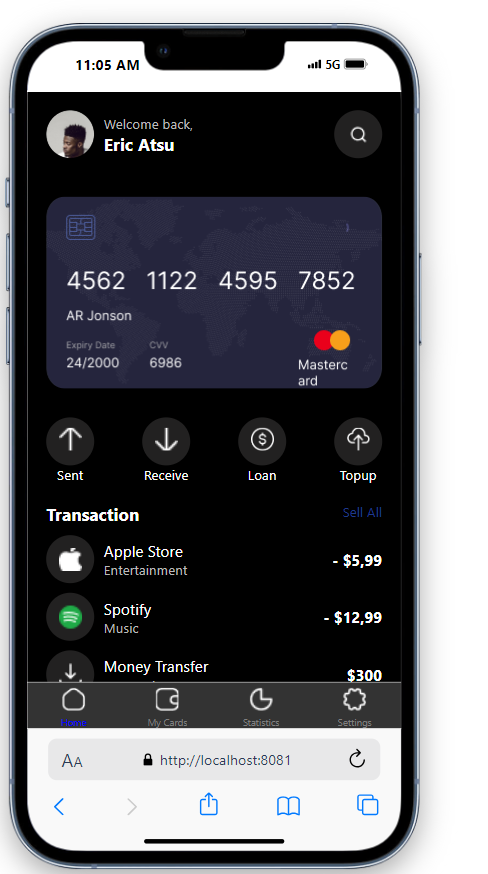 11:05 AM 5G
Welcome back,
Eric Atsu
4562 1122 4595 7852
AR Jonson
Expiry Date CVV
24/2000 6986
Masterc
ard
Sent Receive Loan Topup
Transaction Sell All
Apple Store
Entertainment
- $5,99
Spotify
Music
- $12,99
Money Transfer
$300
Home My Cards Statistics Settings
AA http://localhost:8081